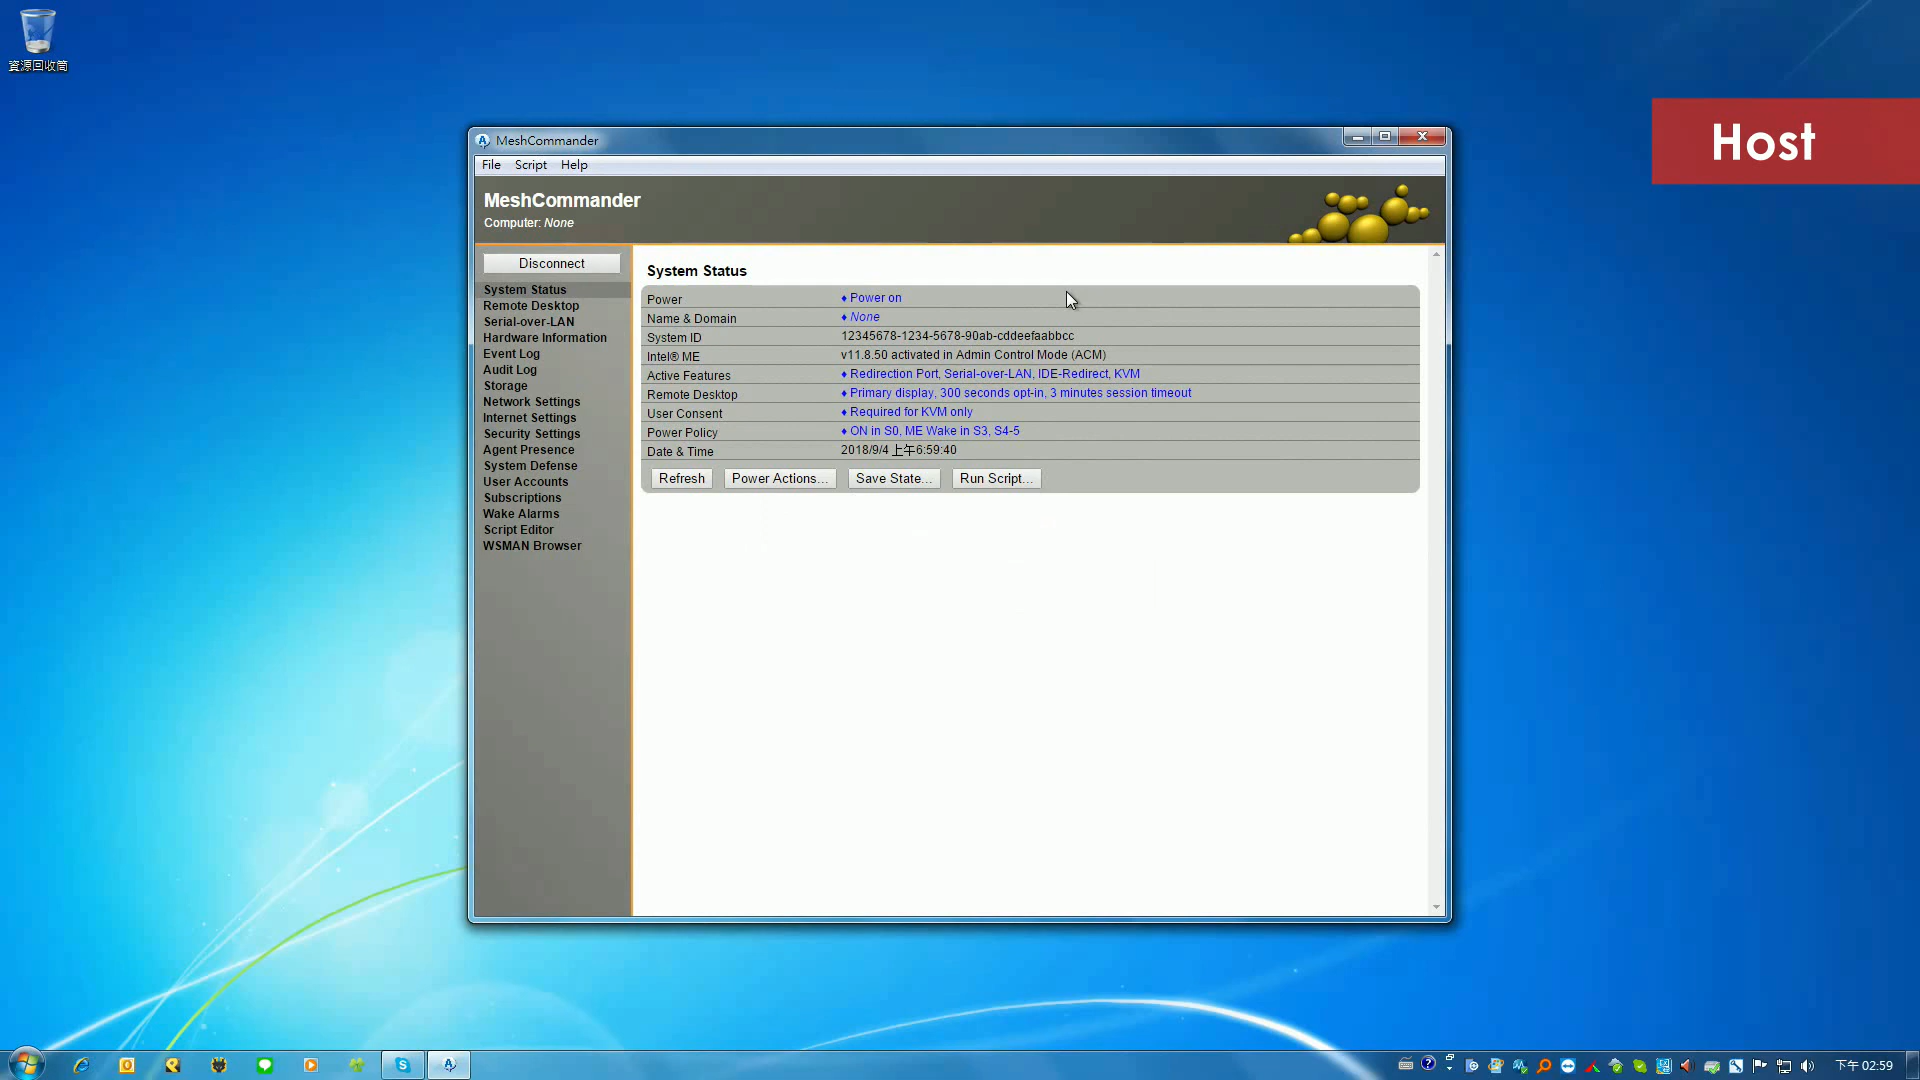 資源回收筒
Host
MeshCommander
File Script Help
MeshCommander
Computer: None
Disconnect
System Status
Remote Desktop
Serial-over-LAN
Hardware Information
Event Log
Audit Log
Storage
Network Settings
Internet Settings
Security Settings
Agent Presence
System Defense
User Accounts
Subscriptions
Wake Alarms
Script Editor
WSMAN Browser
System Status
Power ♦ Power on
Name & Domain ♦ None
System ID 12345678-1234-5678-90ab-cddeefaabbcc
Intel® ME v11.8.50 activated in Admin Control Mode (ACM)
Active Features ♦ Redirection Port, Serial-over-LAN, IDE-Redirect, KVM
Remote Desktop ♦ Primary display, 300 seconds opt-in, 3 minutes session timeout
User Consent ♦ Required for KVM only
Power Policy ♦ ON in S0, ME Wake in S3, S4-5
Date & Time 2018/9/4 上午6:59:40
Refresh Power Actions... Save State... Run Script...
下午 02:59